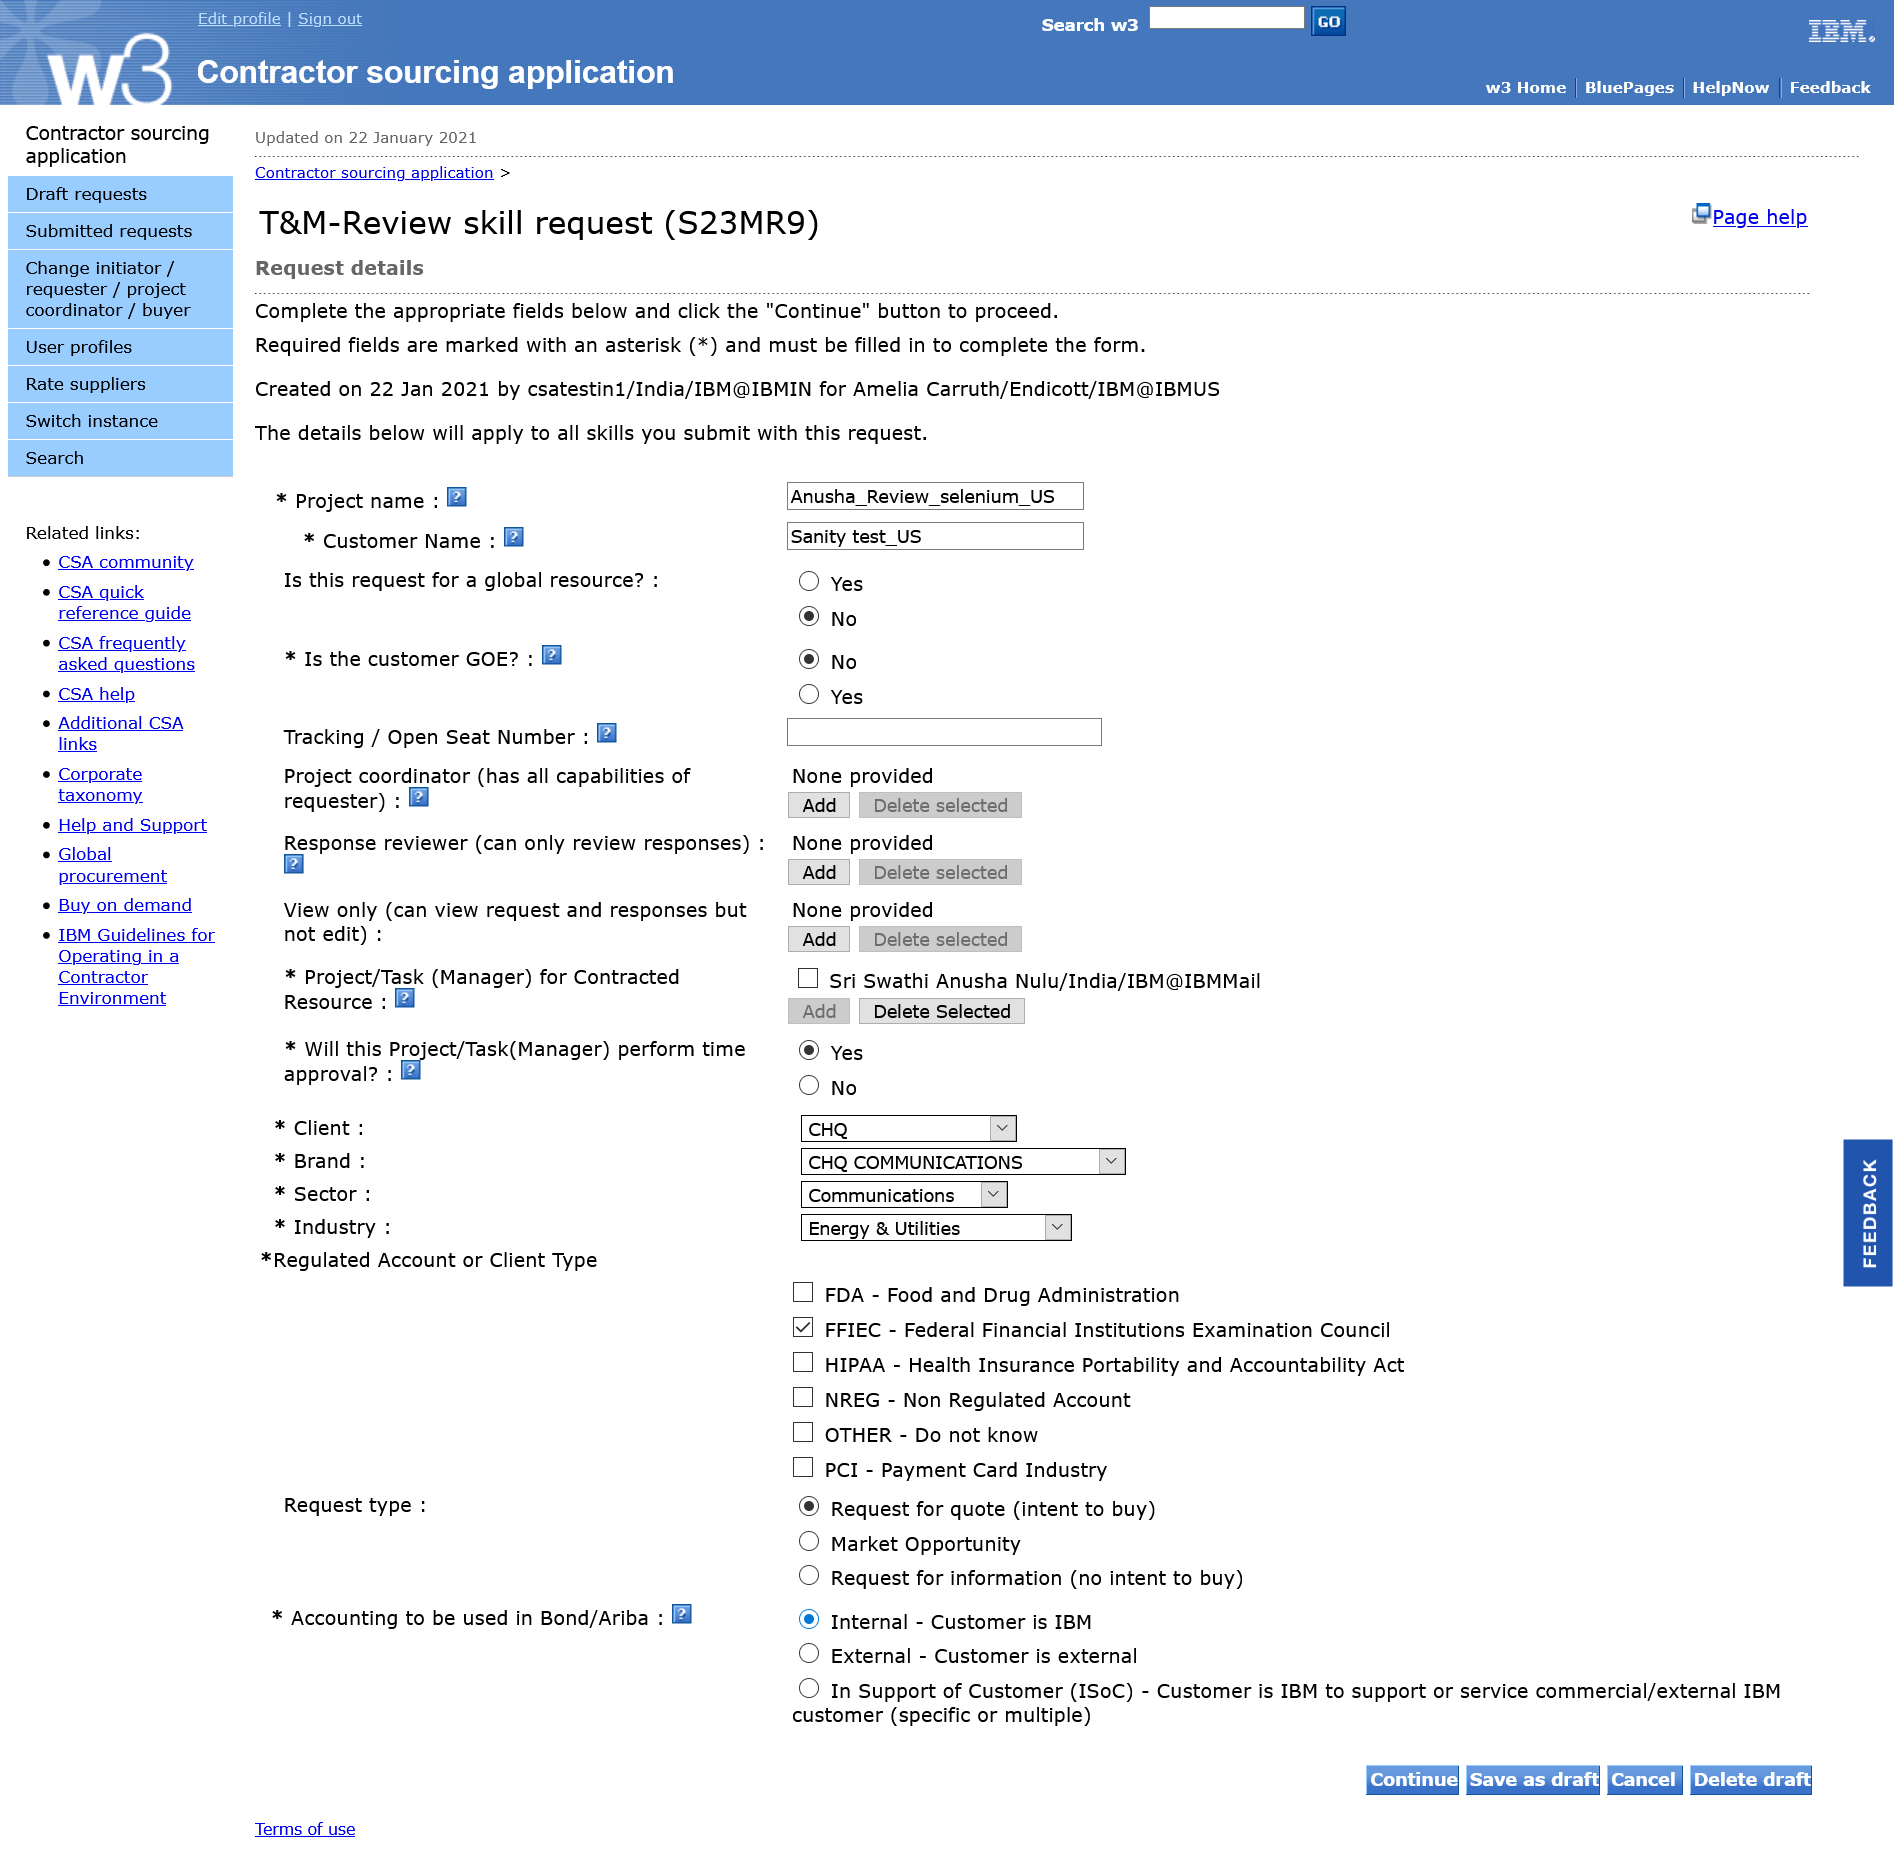 Edit profile | Sign out
Search w3
GO
IBM.
w3
Contractor sourcing application
w3 Home
BluePages
HelpNow
Feedback
Contractor sourcing
application
Draft requests
Submitted requests
Change initiator /
requester / project
coordinator / buyer
User profiles
Rate suppliers
Switch instance
Search
Related links:
CSA community
CSA quick
reference guide
CSA frequently
asked questions
CSA help
Additional CSA
links
Corporate
taxonomy
Help and Support
Global
procurement
Buy on demand
IBM Guidelines for
Operating in a
Contractor
Environment
Updated on 22 January 2021
Contractor sourcing application >
T&M-Review skill request (S23MR9)
Page help
Request details
Complete the appropriate fields below and click the "Continue" button to proceed.
Required fields are marked with an asterisk (*) and must be filled in to complete the form.
Created on 22 Jan 2021 by csatestin1/India/IBM@IBMIN for Amelia Carruth/Endicott/IBM@IBMUS
The details below will apply to all skills you submit with this request.
* Project name : ? Anusha_Review_selenium_US
* Customer Name : ? Sanity test_US
Is this request for a global resource? : Yes
No
* Is the customer GOE? : ? No
Yes
Tracking / Open Seat Number : ?
Project coordinator (has all capabilities of
requester) : ?
None provided
Add Delete selected
Response reviewer (can only review responses) :
?
None provided
Add Delete selected
View only (can view request and responses but
not edit) :
None provided
Add Delete selected
* Project/Task (Manager) for Contracted
Resource : ?
Sri Swathi Anusha Nulu/India/IBM@IBMMail
Add Delete Selected
* Will this Project/Task(Manager) perform time
approval? : ?
Yes
No
* Client : CHQ
* Brand : CHQ COMMUNICATIONS
* Sector : Communications
* Industry : Energy & Utilities
*Regulated Account or Client Type
FDA - Food and Drug Administration
FFIEC - Federal Financial Institutions Examination Council
HIPAA - Health Insurance Portability and Accountability Act
NREG - Non Regulated Account
OTHER - Do not know
PCI - Payment Card Industry
Request type : Request for quote (intent to buy)
Market Opportunity
Request for information (no intent to buy)
* Accounting to be used in Bond/Ariba : ? Internal - Customer is IBM
External - Customer is external
In Support of Customer (ISoC) - Customer is IBM to support or service commercial/external IBM
customer (specific or multiple)
Continue Save as draft Cancel Delete draft
Terms of use
FEEDBACK